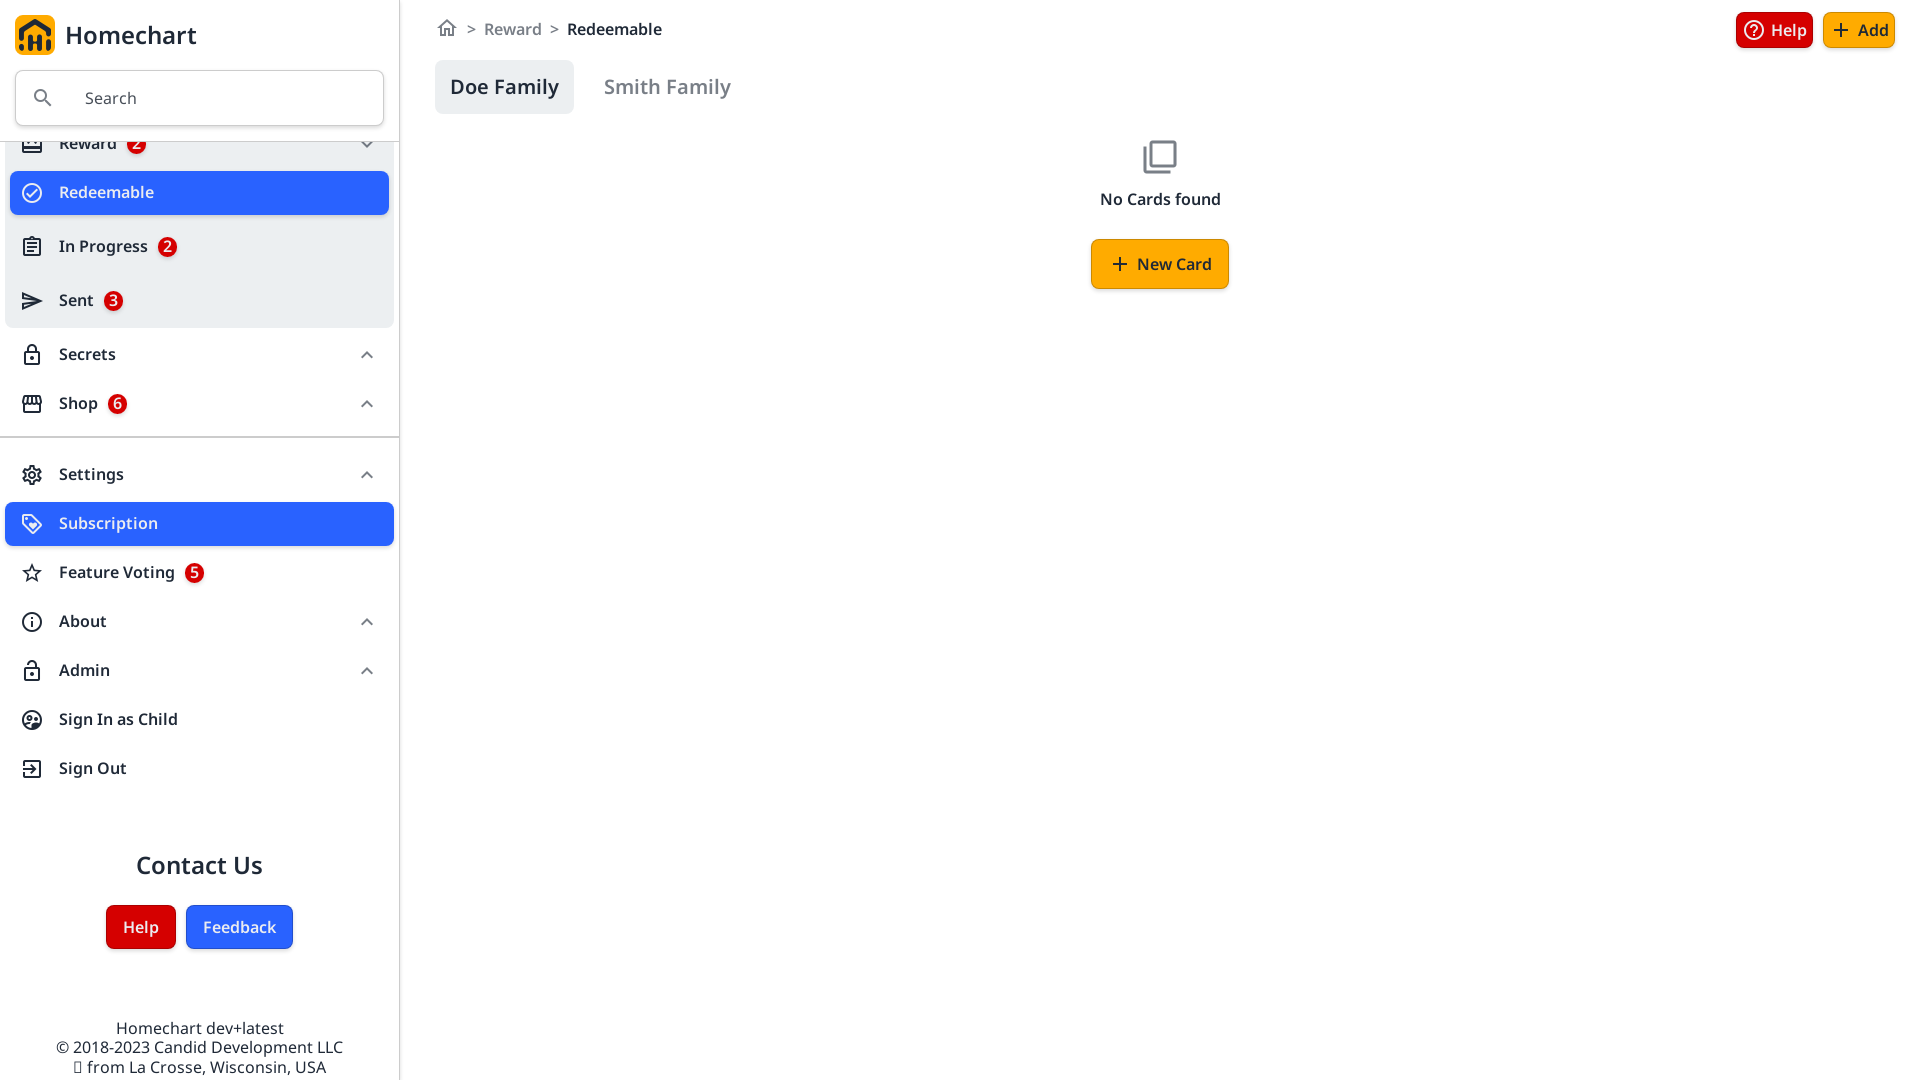 Homechart
Search
Reward 2
Redeemable
In Progress 2
Sent 3
Secrets
Shop 6
Settings
Subscription
Feature Voting 5
About
Admin
Sign In as Child
Sign Out
Contact Us
Help Feedback
Homechart dev+latest
© 2018-2023 Candid Development LLC
from La Crosse, Wisconsin, USA
> Reward > Redeemable
Help
Add
Doe Family
Smith Family
No Cards found
New Card